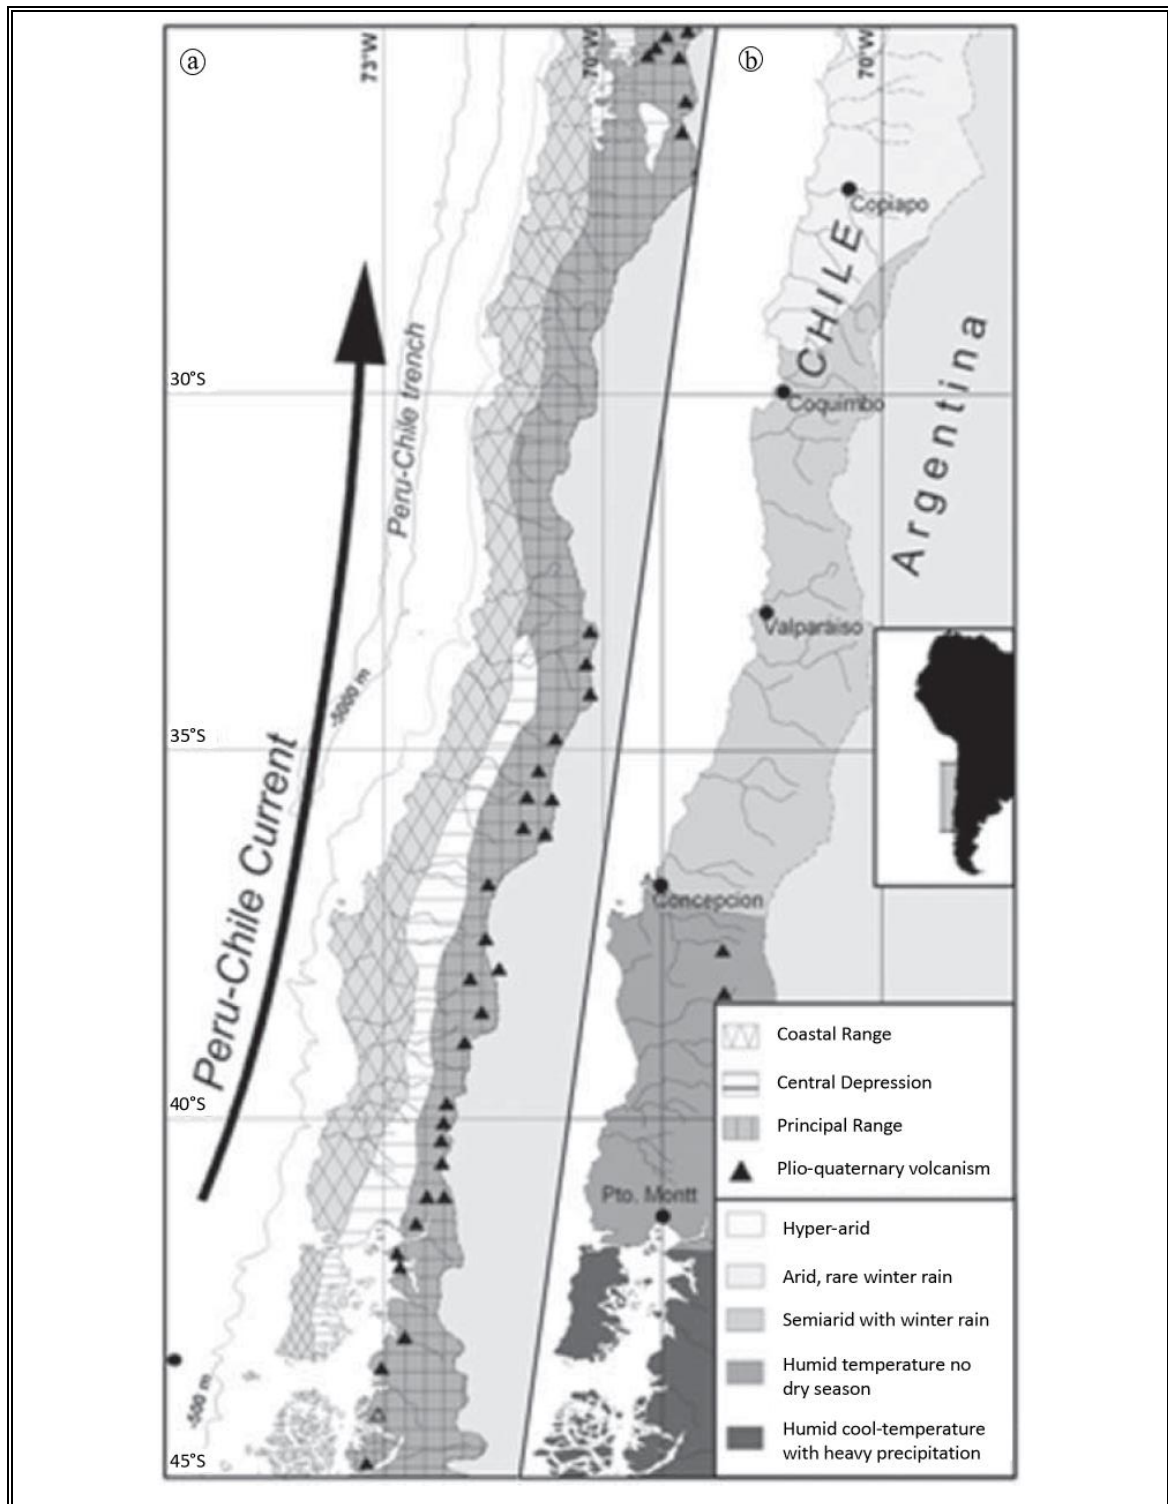 a
b
73°W
70°W
70°W
Copiapo
CHILE
Peru-Chile trench
Argentina
30°S
Coquimbo
Valparaiso
-5000 m
35°S
Peru-Chile Current
Concepcion
Coastal Range
Central Depression
40°S
Principal Range
Plio-quaternary volcanism
Pto. Montt
Hyper-arid
Arid, rare winter rain
Semiarid with winter rain
Humid temperature no
dry season
-500 m
Humid cool-temperature
with heavy precipitation
45°S